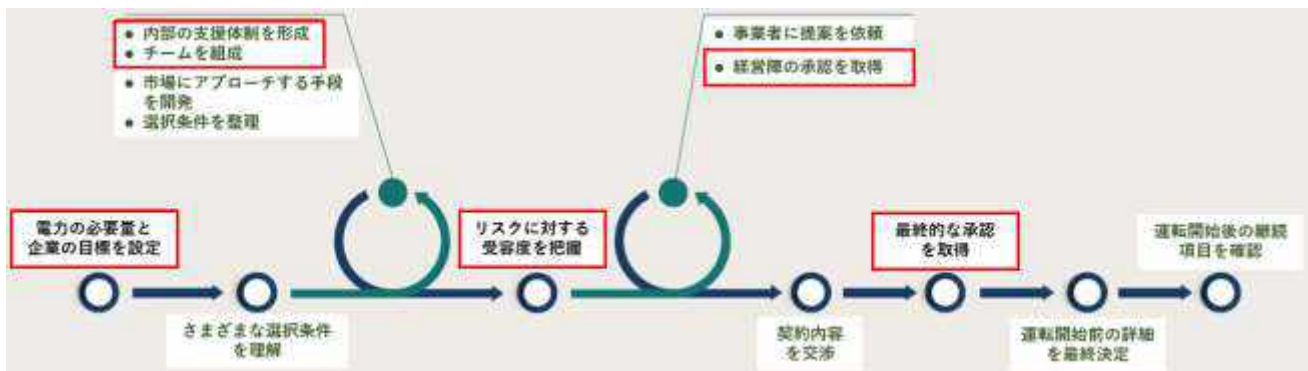 ● 内部の支援体制を形成
● チームを組成
● 市場にアプローチする手段
を開発
● 選択条件を整理
● 事業者に提案を依頼
● 経営陣の承認を取得
電力の必要量と
企業の目標を設定
さまざまな選択条件
を理解
リスクに対する
受容度を把握
契約内容
を交渉
最終的な承認
を取得
運転開始前の詳細
を最終決定
運転開始後の継続
項目を確認